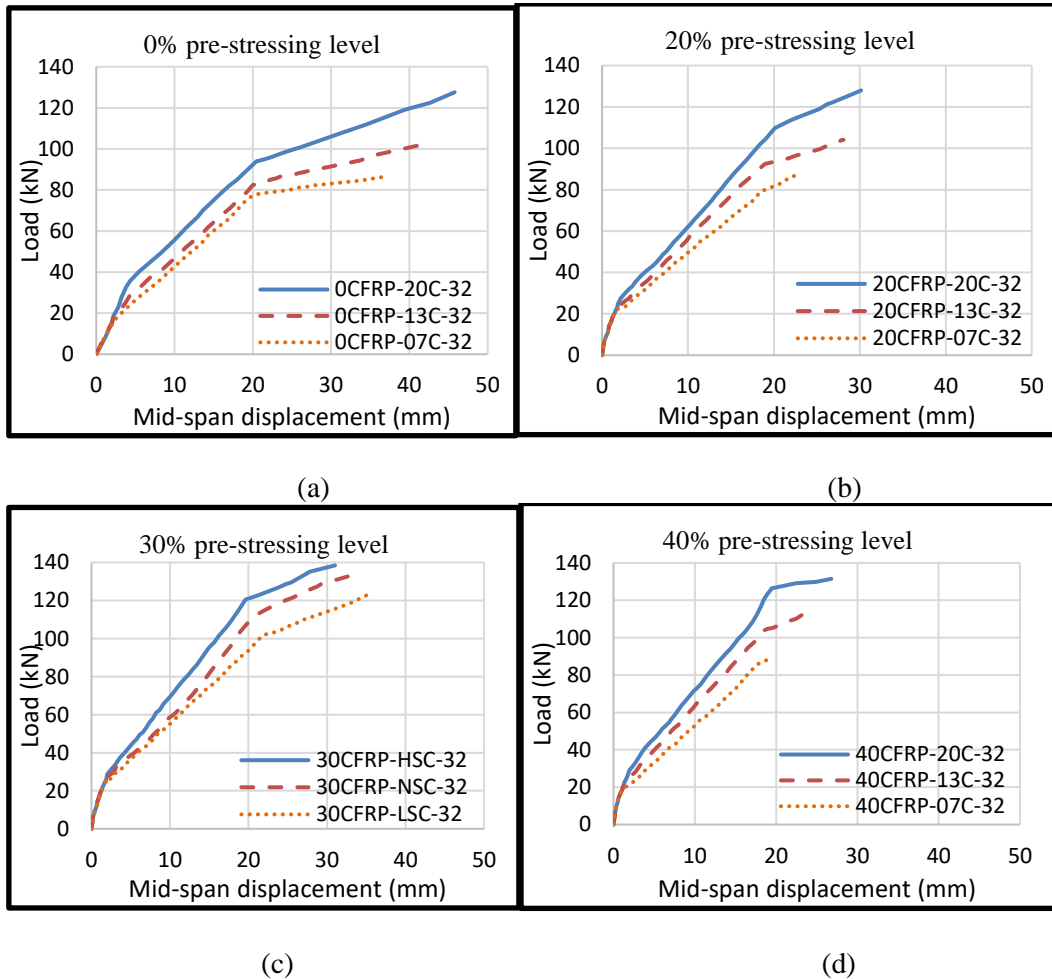 0% pre-stressing level
140
120
100
80
60
40
20
0
Load (kN)
0CFRP-20C-32
0CFRP-13C-32
0CFRP-07C-32
0 10 20 30 40 50
Mid-span displacement (mm)
(a)
20% pre-stressing level
140
120
100
80
60
40
20
0
Load (kN)
20CFRP-20C-32
20CFRP-13C-32
20CFRP-07C-32
0 10 20 30 40 50
Mid-span displacement (mm)
(b)
30% pre-stressing level
140
120
100
80
60
40
20
0
Load (kN)
30CFRP-HSC-32
30CFRP-NSC-32
30CFRP-LSC-32
0 10 20 30 40 50
Mid-span displacement (mm)
(c)
40% pre-stressing level
140
120
100
80
60
40
20
0
Load (kN)
40CFRP-20C-32
40CFRP-13C-32
40CFRP-07C-32
0 10 20 30 40 50
Mid-span displacement (mm)
(d)